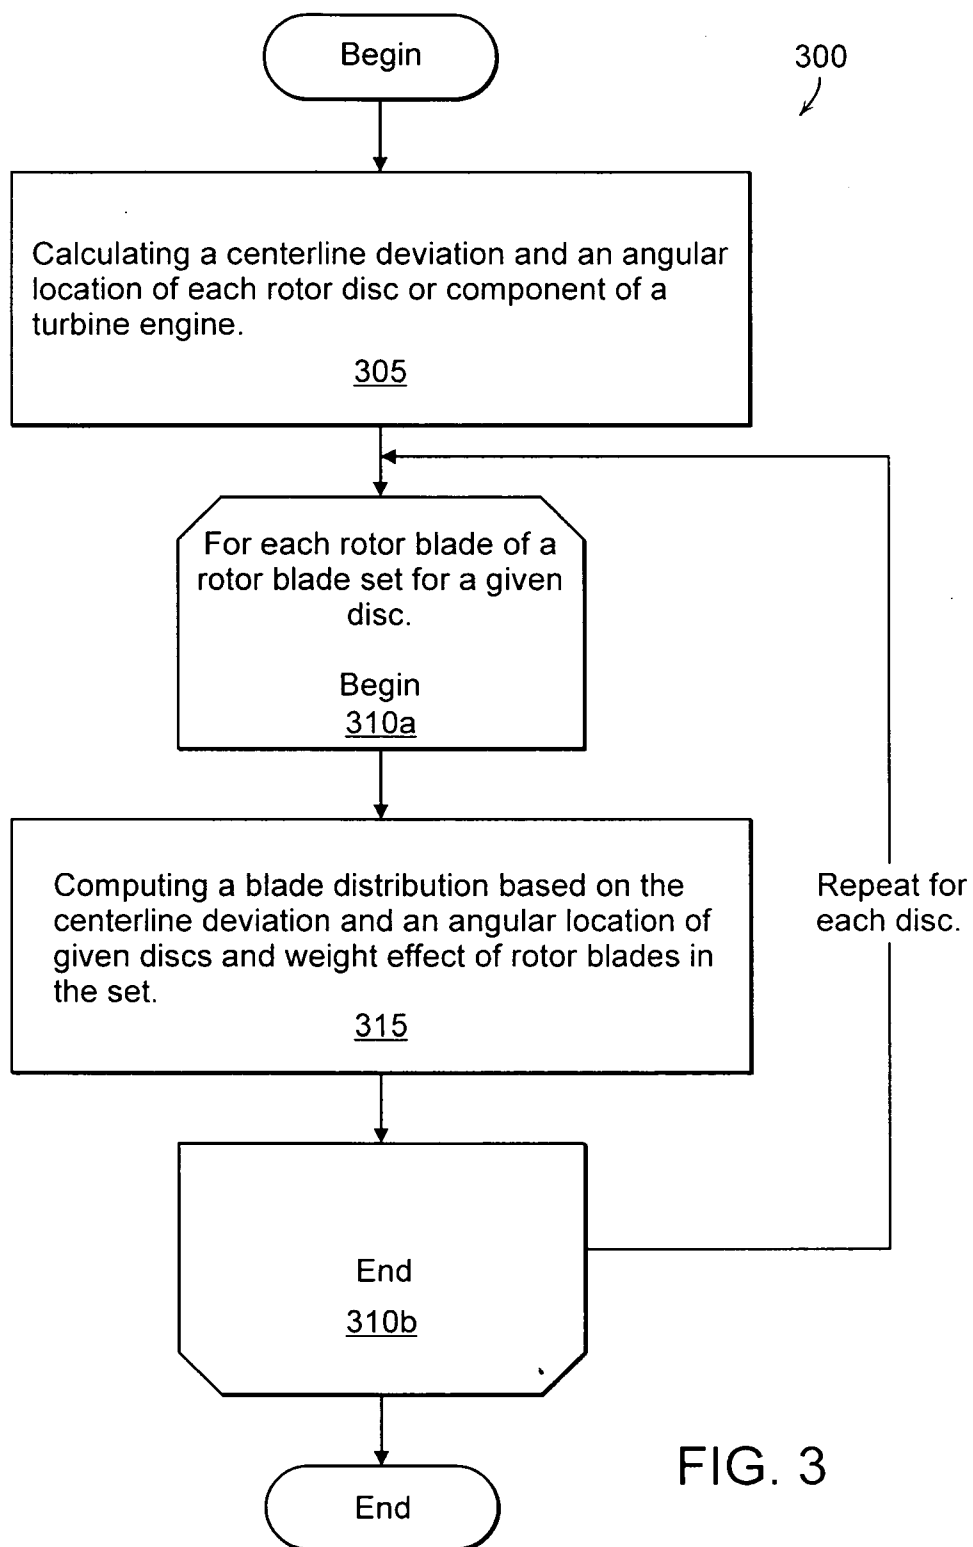 Begin
300
Calculating a centerline deviation and an angular
location of each rotor disc or component of a
turbine engine.
305
For each rotor blade of a
rotor blade set for a given
disc.
Begin
310a
Computing a blade distribution based on the
centerline deviation and an angular location of
given discs and weight effect of rotor blades in
the set.
315
Repeat for
each disc.
End
310b
End
FIG. 3